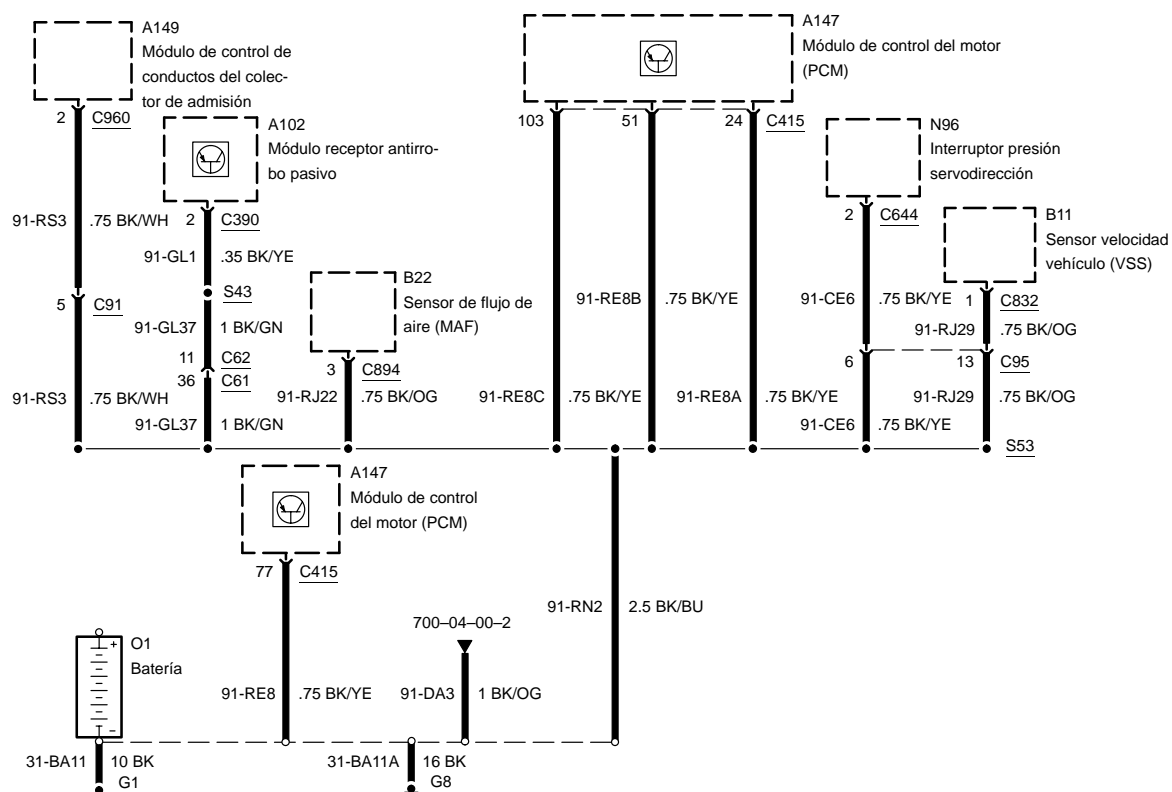 A149
Módulo de control de
conductos del colec-
tor de admisión
2 C960
A102
Módulo receptor antirro-
bo pasivo
2 C390
91-RS3 .75 BK/WH
91-GL1 .35 BK/YE
S43
5 C91
91-GL37 1 BK/GN
11 C62
36 C61
91-RS3 .75 BK/WH
91-GL37 1 BK/GN
B22
Sensor de flujo de
aire (MAF)
3 C894
91-RJ22 .75 BK/OG
A147
Módulo de control del motor
(PCM)
103 51 24 C415
91-RE8B .75 BK/YE
91-RE8C .75 BK/YE
91-RE8A .75 BK/YE
N96
Interruptor presión
servodirección
2 C644
91-CE6 .75 BK/YE
B11
Sensor velocidad
vehículo (VSS)
1 C832
91-RJ29 .75 BK/OG
6 13 C95
91-RJ29 .75 BK/OG
91-CE6 .75 BK/YE
S53
A147
Módulo de control
del motor (PCM)
77 C415
91-RN2 2.5 BK/BU
700–04–00–2
O1
Batería
+
–
91-RE8 .75 BK/YE
91-DA3 1 BK/OG
31-BA11 10 BK
G1
31-BA11A 16 BK
G8